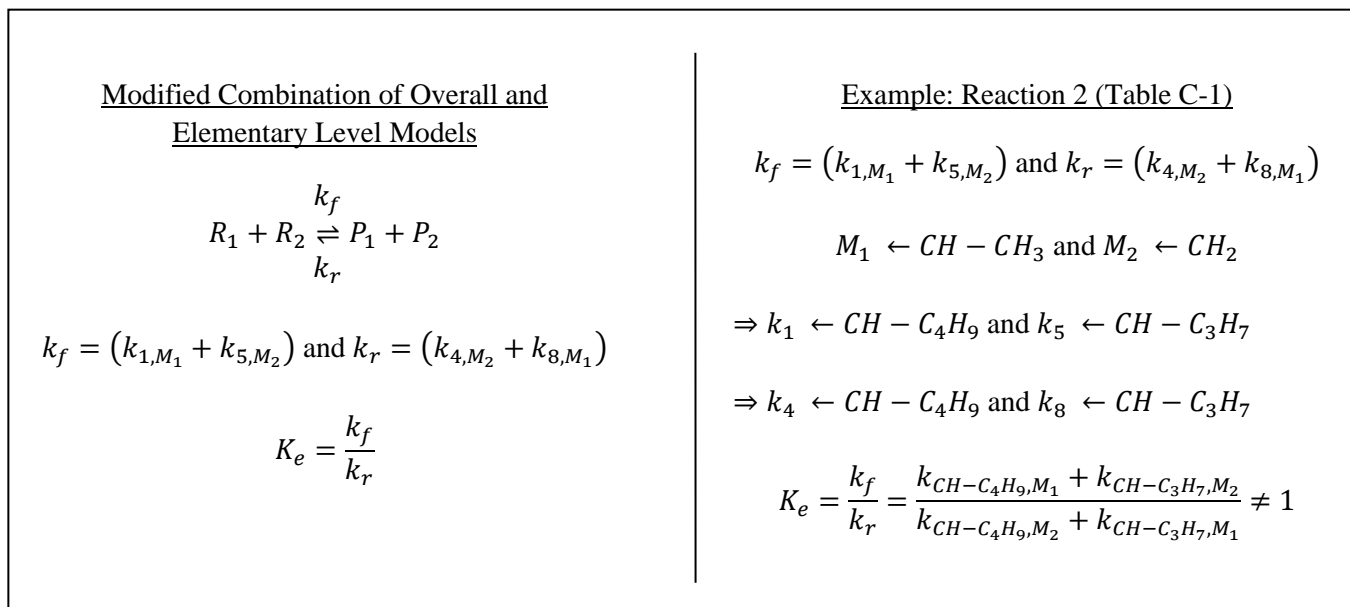 Modified Combination of Overall and
Elementary Level Models
k_f
R_1 + R_2 ⇌ P_1 + P_2
k_r
k_f = (k_{1,M_1} + k_{5,M_2}) and k_r = (k_{4,M_2} + k_{8,M_1})
K_e = \frac{k_f}{k_r}
Example: Reaction 2 (Table C-1)
k_f = (k_{1,M_1} + k_{5,M_2}) and k_r = (k_{4,M_2} + k_{8,M_1})
M_1 ← CH − CH_3 and M_2 ← CH_2
⇒ k_1 ← CH − C_4H_9 and k_5 ← CH − C_3H_7
⇒ k_4 ← CH − C_4H_9 and k_8 ← CH − C_3H_7
K_e = \frac{k_f}{k_r} = \frac{k_{CH−C_4H_9,M_1} + k_{CH−C_3H_7,M_2}}{k_{CH−C_4H_9,M_2} + k_{CH−C_3H_7,M_1}} ≠ 1